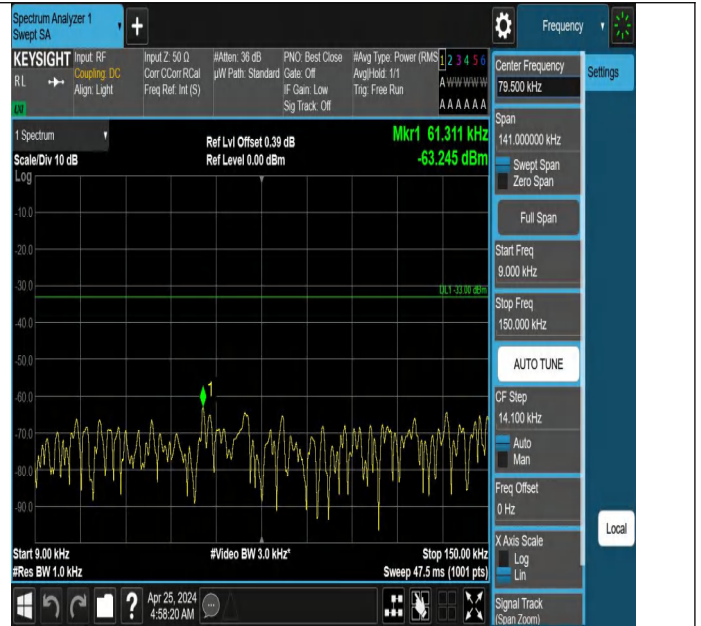 Spectrum Analyzer 1
Swept SA
+
Frequency
KEYSIGHT
RL
Input: RF
Coupling: DC
Align: Light
Input Z: 50 Ω
Corr CCorr RCal
Freq Ref: Int (S)
#Atten: 36 dB
µW Path: Standard
PNO: Best Close
Gate: Off
IF Gain: Low
Sig Track: Off
#Avg Type: Power (RMS
Avg|Hold: 1/1
Trig: Free Run
1 2 3 4 5 6
A W W W W W
A A A A A A
1 Spectrum
Scale/Div 10 dB
Ref Lvl Offset 0.39 dB
Ref Level 0.00 dBm
Mkr1 61.311 kHz
-63.245 dBm
Log
-10.0
-20.0
-30.0
DL1 -33.00 dBm
-40.0
-50.0
-60.0
1
-70.0
-80.0
-90.0
Start 9.00 kHz
#Video BW 3.0 kHz*
Stop 150.00 kHz
#Res BW 1.0 kHz
Sweep 47.5 ms (1001 pts)
Center Frequency
79.500 kHz
Settings
Span
141.000000 kHz
Swept Span
Zero Span
Full Span
Start Freq
9.000 kHz
Stop Freq
150.000 kHz
AUTO TUNE
CF Step
14.100 kHz
Auto
Man
Freq Offset
0 Hz
X Axis Scale
Log
Lin
Local
Signal Track
(Span Zoom)
?
Apr 25, 2024
4:58:20 AM